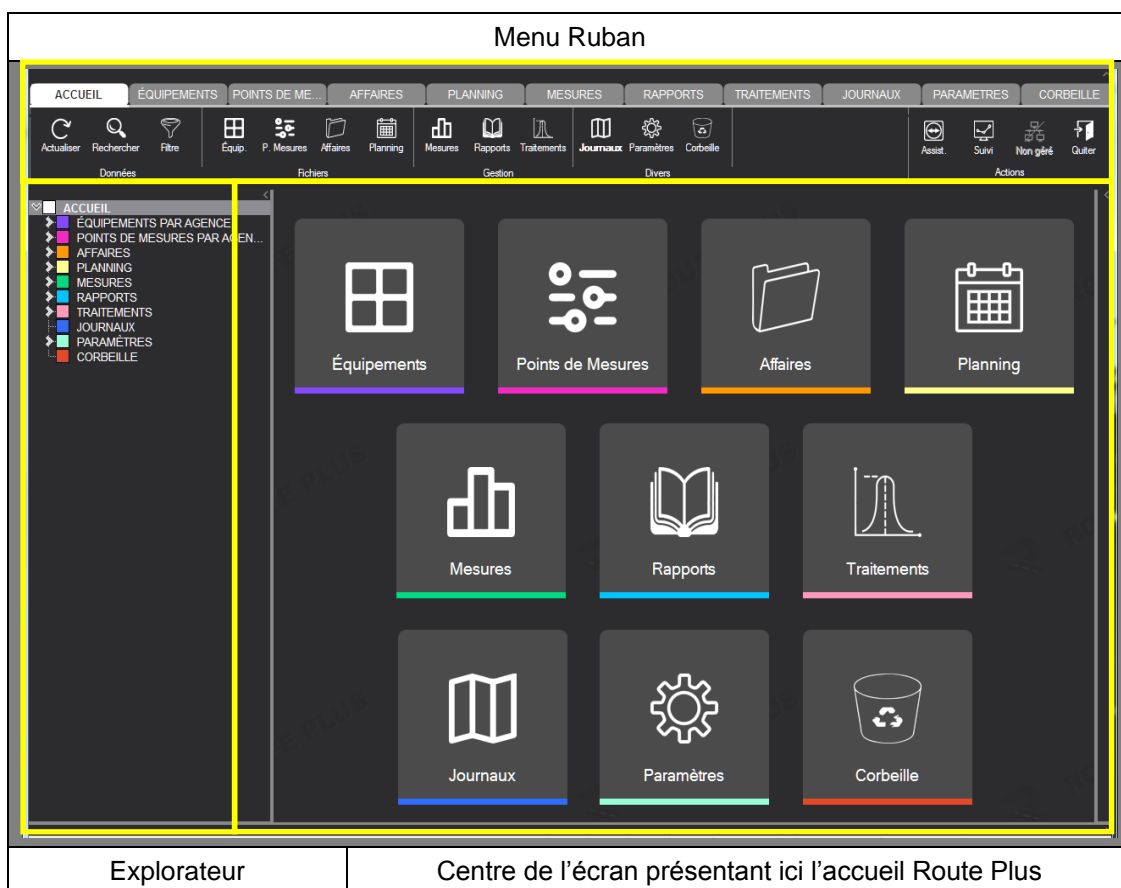 Menu Ruban
ACCUEIL ÉQUIPEMENTS POINTS DE ME... AFFAIRES PLANNING MESURES RAPPORTS TRAITEMENTS JOURNAUX PARAMETRES CORBEILLE
Actualiser Rechercher Filtre Équip. P. Mesures Affaires Planning Mesures Rapports Traitements Journaux Paramètres Corbeille Assist. Suivi Non géré Quiter
Données Fichiers Gestion Divers Actions
ACCUEIL
ÉQUIPEMENTS PAR AGENCE
POINTS DE MESURES PAR AGEN...
AFFAIRES
PLANNING
MESURES
RAPPORTS
TRAITEMENTS
JOURNAUX
PARAMÈTRES
CORBEILLE
Équipements Points de Mesures Affaires Planning
Mesures Rapports Traitements
Journaux Paramètres Corbeille
Explorateur Centre de l'écran présentant ici l'accueil Route Plus